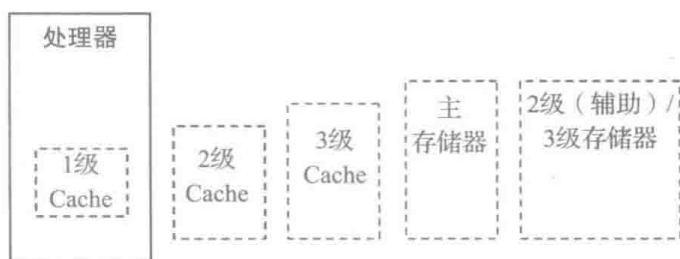 处理器
1级
Cache
2级
Cache
3级
Cache
主
存储器
2级（辅助）/
3级存储器